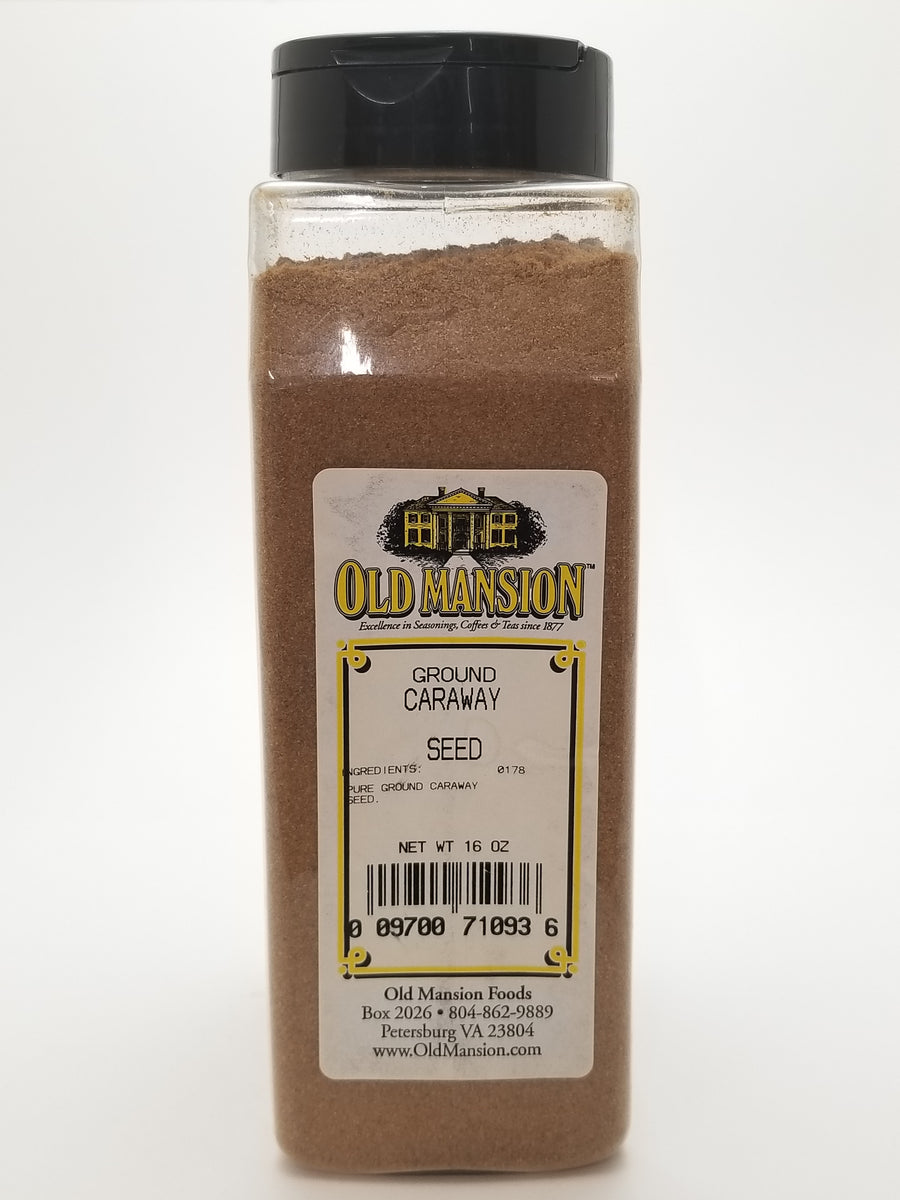 OLD MANSION™
Excellence in Seasonings, Coffees & Teas since 1877
GROUND
CARAWAY
SEED
INGREDIENTS: 0178
PURE GROUND CARAWAY
SEED.
NET WT 16 OZ
0 09700 71093 6
Old Mansion Foods
Box 2026 • 804-862-9889
Petersburg VA 23804
www.OldMansion.com